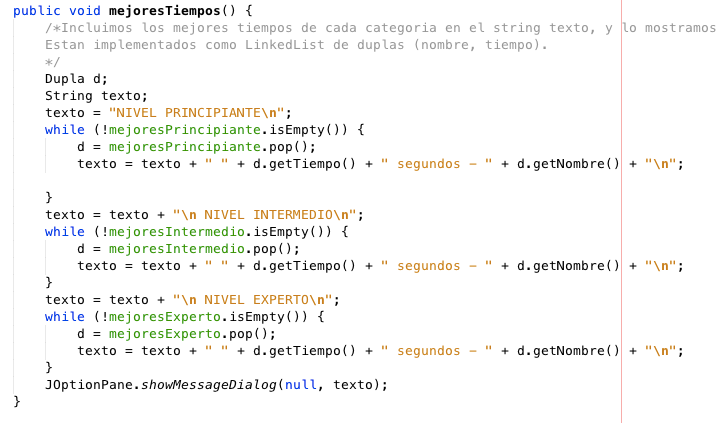 public void mejoresTiempos() {
    /*Incluimos los mejores tiempos de cada categoria en el string texto, y lo mostramos
    Estan implementados como LinkedList de duplas (nombre, tiempo).
    */
    Dupla d;
    String texto;
    texto = "NIVEL PRINCIPIANTE\n";
    while (!mejoresPrincipiante.isEmpty()) {
        d = mejoresPrincipiante.pop();
        texto = texto + " " + d.getTiempo() + " segundos - " + d.getNombre() + "\n";

    }
    texto = texto + "\n NIVEL INTERMEDIO\n";
    while (!mejoresIntermedio.isEmpty()) {
        d = mejoresIntermedio.pop();
        texto = texto + " " + d.getTiempo() + " segundos - " + d.getNombre() + "\n";
    }
    texto = texto + "\n NIVEL EXPERTO\n";
    while (!mejoresExperto.isEmpty()) {
        d = mejoresExperto.pop();
        texto = texto + " " + d.getTiempo() + " segundos - " + d.getNombre() + "\n";
    }
    JOptionPane.showMessageDialog(null, texto);
}